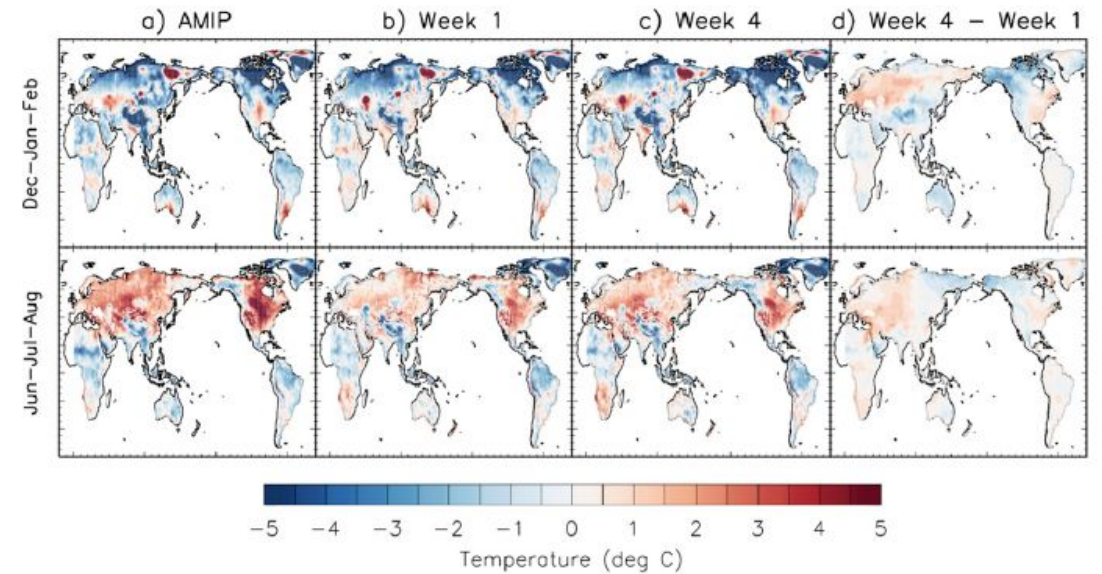 a) AMIP
b) Week 1
c) Week 4
d) Week 4 − Week 1
Dec−Jan−Feb
Jun−Jul−Aug
−5 −4 −3 −2 −1 0 1 2 3 4 5
Temperature (deg C)